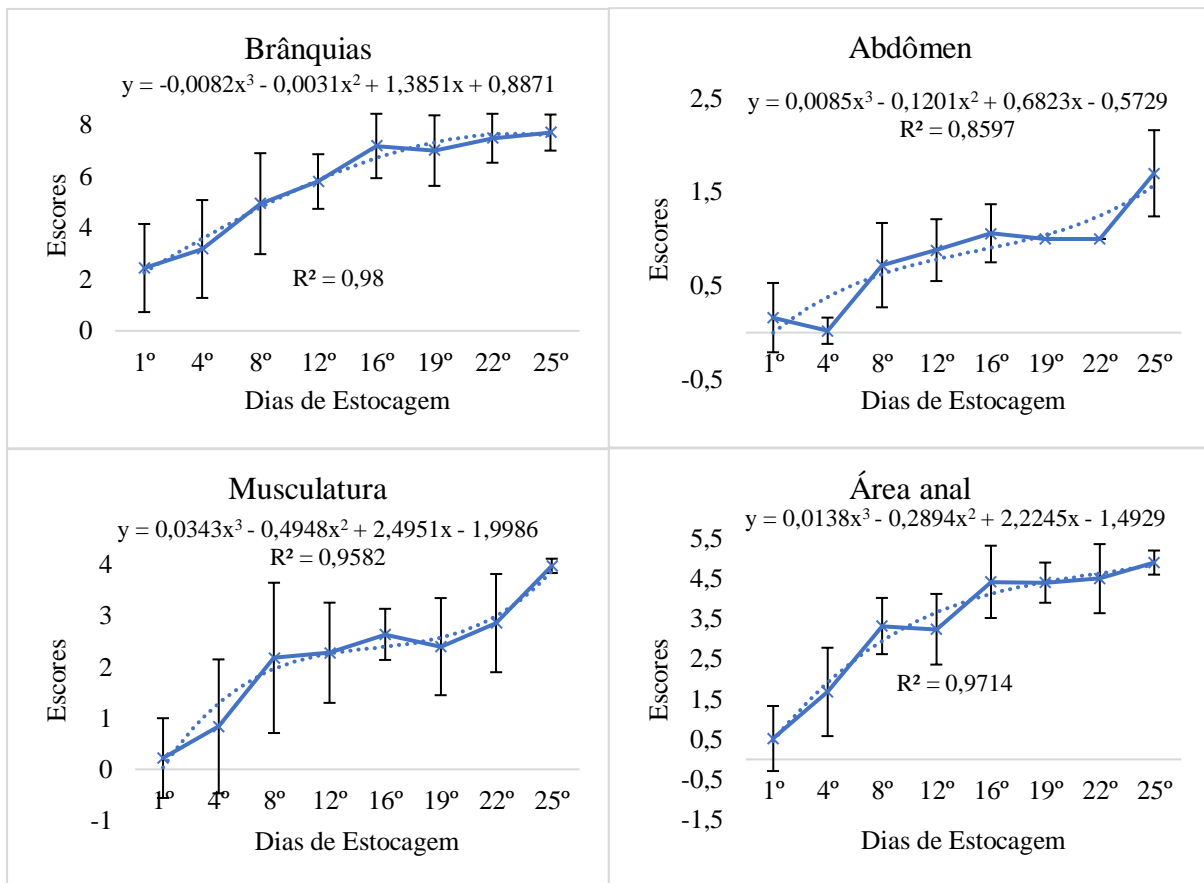 Brânquias
y = -0,0082x³ - 0,0031x² + 1,3851x + 0,8871
8
6
4
2
0
Escores
R² = 0,98
1º 4º 8º 12º 16º 19º 22º 25º
Dias de Estocagem
Abdômen
y = 0,0085x³ - 0,1201x² + 0,6823x - 0,5729
R² = 0,8597
2,5
1,5
0,5
-0,5
Escores
1º 4º 8º 12º 16º 19º 22º 25º
Dias de Estocagem
Musculatura
y = 0,0343x³ - 0,4948x² + 2,4951x - 1,9986
R² = 0,9582
4
3
2
1
0
-1
Escores
1º 4º 8º 12º 16º 19º 22º 25º
Dias de Estocagem
Área anal
y = 0,0138x³ - 0,2894x² + 2,2245x - 1,4929
5,5
4,5
3,5
2,5
1,5
0,5
-0,5
-1,5
Escores
R² = 0,9714
1º 4º 8º 12º 16º 19º 22º 25º
Dias de Estocagem